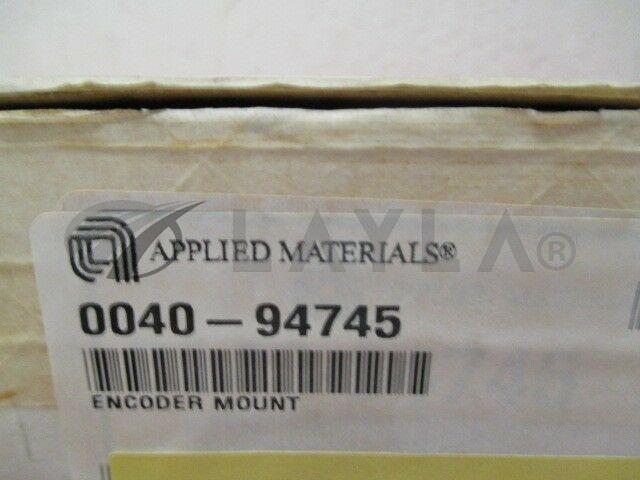 APPLIED MATERIALS®
LAYLA®
0040-94745
ENCODER MOUNT